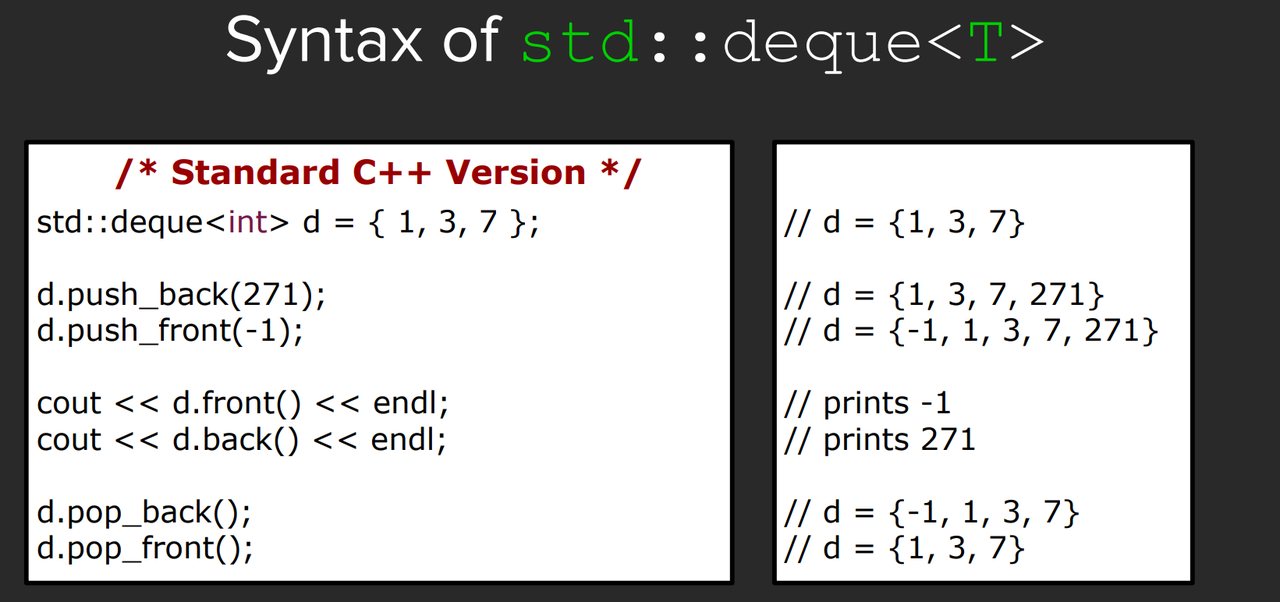 Syntax of std::deque<T>
/* Standard C++ Version */
std::deque<int> d = { 1, 3, 7 };
d.push_back(271);
d.push_front(-1);
cout << d.front() << endl;
cout << d.back() << endl;
d.pop_back();
d.pop_front();
// d = {1, 3, 7}
// d = {1, 3, 7, 271}
// d = {-1, 1, 3, 7, 271}
// prints -1
// prints 271
// d = {-1, 1, 3, 7}
// d = {1, 3, 7}